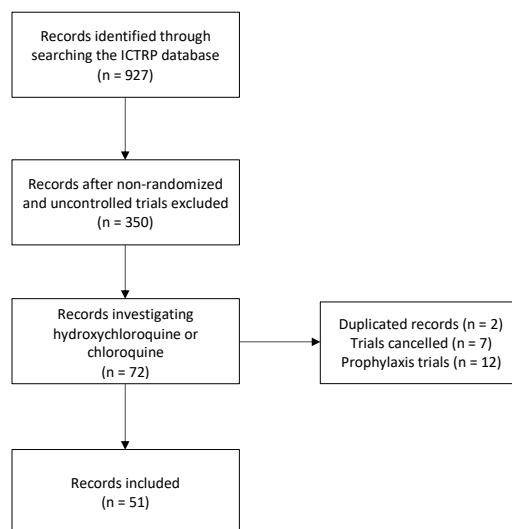 Records identified through
searching the ICTRP database
(n = 927)
Records after non-randomized
and uncontrolled trials excluded
(n = 350)
Records investigating
hydroxychloroquine or
chloroquine
(n = 72)
Duplicated records (n = 2)
Trials cancelled (n = 7)
Prophylaxis trials (n = 12)
Records included
(n = 51)